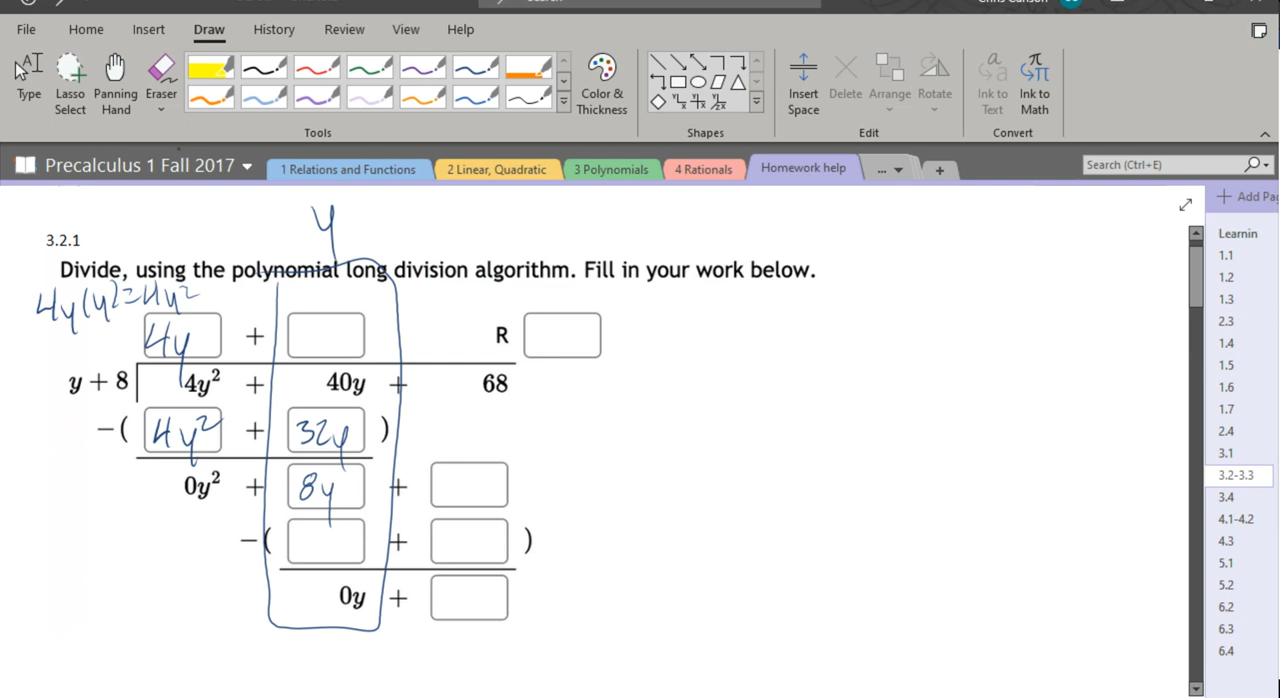 File Home Insert Draw History Review View Help
Type Lasso Select Panning Hand Eraser Color & Thickness Insert Space Delete Arrange Rotate Ink to Text Ink to Math
Tools Shapes Edit Convert
Precalculus 1 Fall 2017 1 Relations and Functions 2 Linear, Quadratic 3 Polynomials 4 Rationals Homework help ... + Search (Ctrl+E)
+ Add Pag
Learnin
1.1
1.2
1.3
2.3
1.4
1.5
1.6
1.7
2.4
3.1
3.2-3.3
3.4
4.1-4.2
4.3
5.1
5.2
6.2
6.3
6.4
y
3.2.1
Divide, using the polynomial long division algorithm. Fill in your work below.
4y(y)=4y²
4y + R
y + 8 4y² + 40y + 68
−( 4y² + 32y )
0y² + 8y +
−( + )
0y +